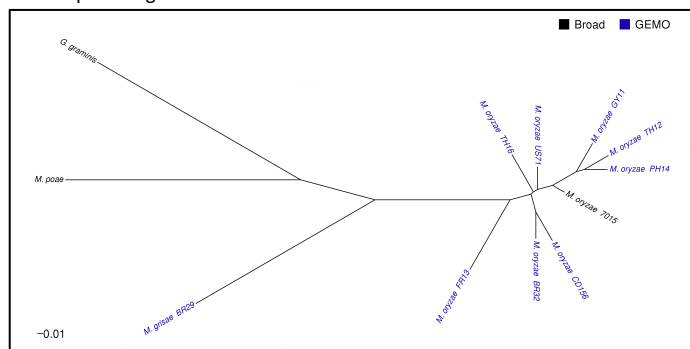 Broad GEMO
G. graminis
M. poae
M. grisae BR29
M. oryzae FR13
M. oryzae TH16
M. oryzae US71
M. oryzae GY11
M. oryzae TH12
M. oryzae PH14
M. oryzae 7015
M. oryzae CD156
M. oryzae BR32
−0.01